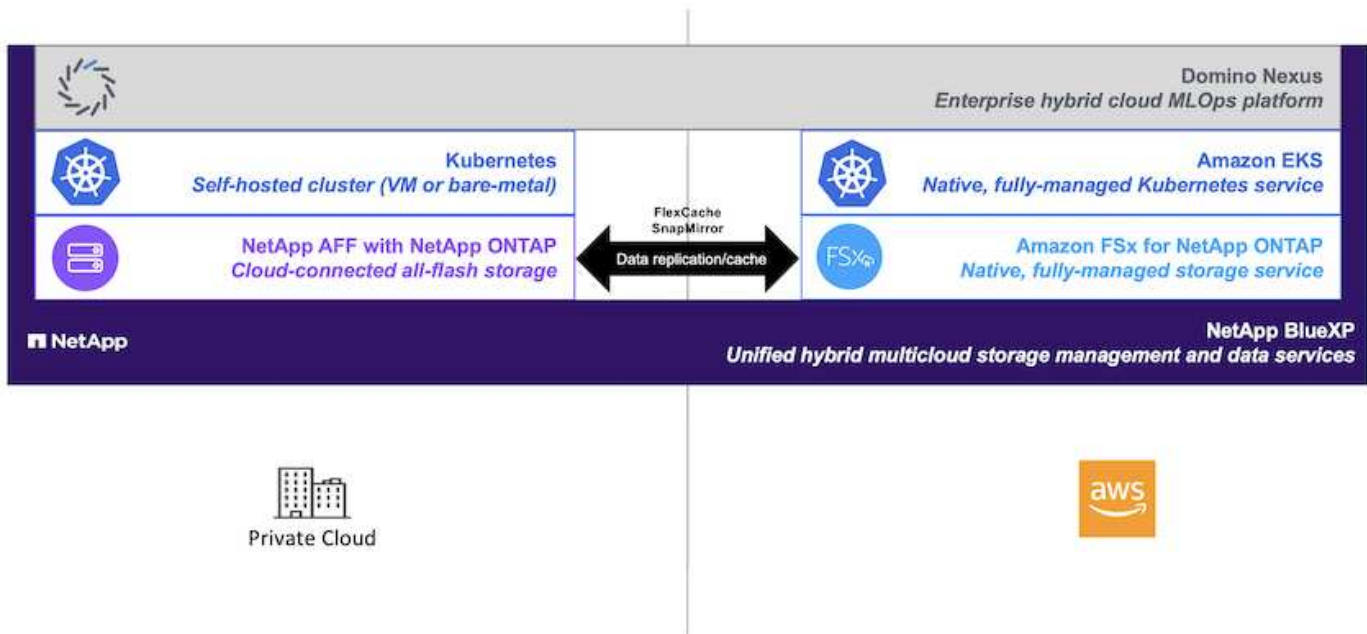 Domino Nexus
Enterprise hybrid cloud MLOps platform
Kubernetes
Self-hosted cluster (VM or bare-metal)
Amazon EKS
Native, fully-managed Kubernetes service
FlexCache
SnapMirror
Data replication/cache
NetApp AFF with NetApp ONTAP
Cloud-connected all-flash storage
FSx
Amazon FSx for NetApp ONTAP
Native, fully-managed storage service
NetApp
NetApp BlueXP
Unified hybrid multicloud storage management and data services
Private Cloud
aws